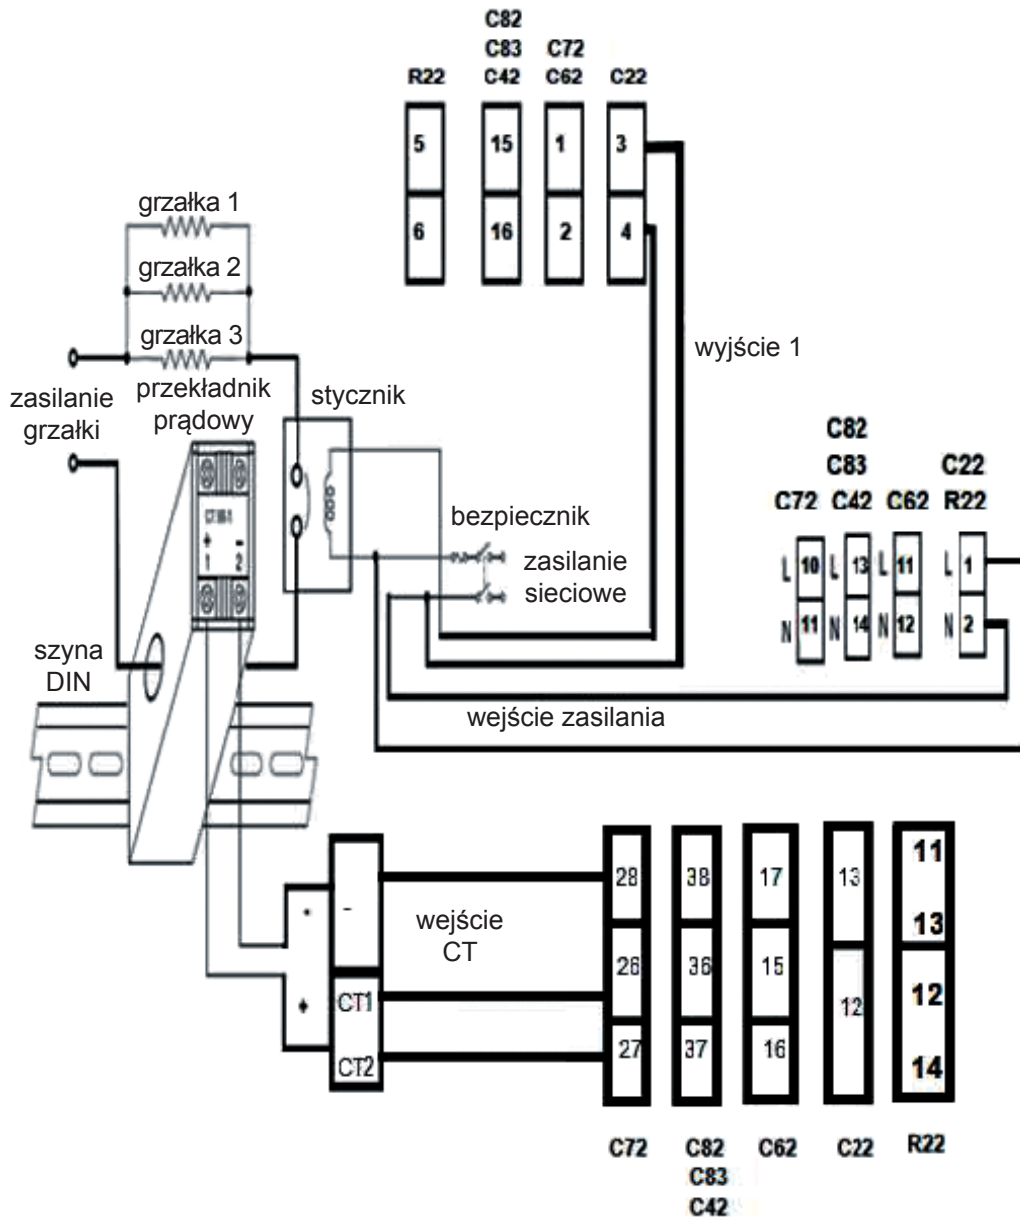 C82
C83 C72
R22 C42 C62 C22
5 15 1 3
6 16 2 4
grzałka 1
grzałka 2
grzałka 3
wyjście 1
zasilanie
grzałki
przekładnik
prądowy
stycznik
+ -
1 2
bezpiecznik
zasilanie
sieciowe
C82
C83 C22
C72 C42 C62 R22
L 10 L 13 L 11 L 1
N 11 N 14 N 12 N 2
szyna
DIN
wejście zasilania
-
+
-
CT1
CT2
wejście
CT
28 38 17 13 11
13
26 36 15 12 12
27 37 16 14
C72 C82 C62 C22 R22
C83
C42